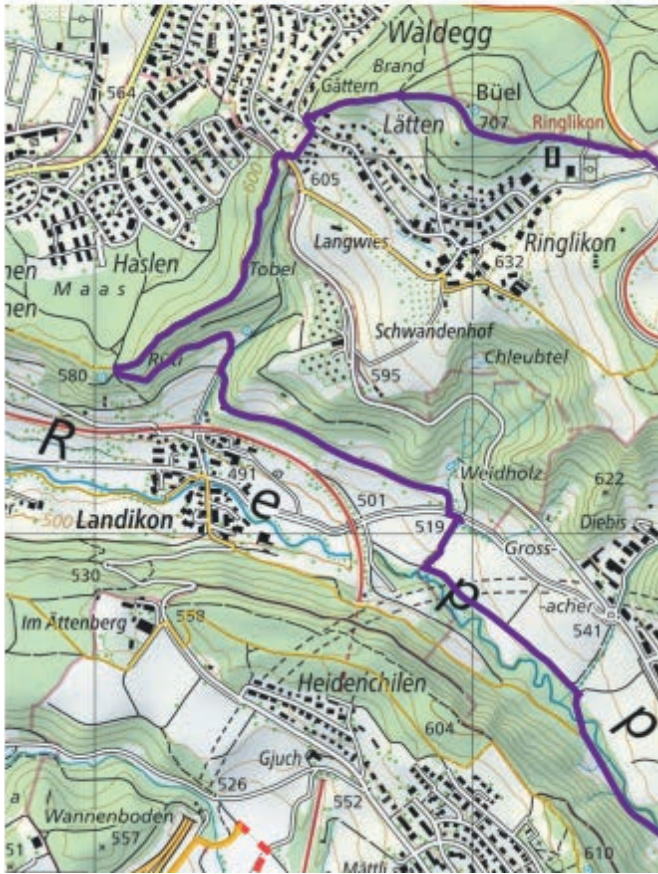 Waldegg
Brand
Gättern
Büel
564
707
Lätten
Ringlikon
600
605
Langwies
Ringlikon
632
Haslen
Tobel
Maas
nen
nen
Schwandenhof
Chleubtel
580
595
R
Weidholz
491
622
e
501
Landikon
519
Diebis
500
Gross-
530
p
-acher
558
541
Im Ättenberg
Heidenchilen
p
604
Gjuch
526
552
a
Wannenboden
557
51
610